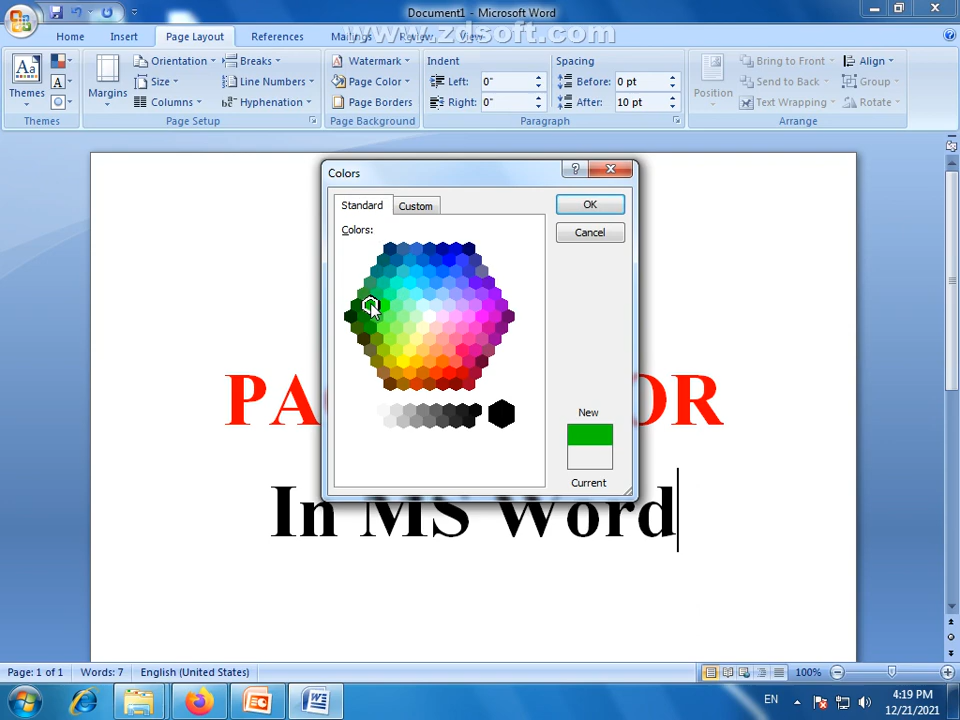 Document1 - Microsoft Word
www.zdsoft.com
Home Insert Page Layout References Mailings Review View
Themes
Margins
Orientation
Size
Columns
Breaks
Line Numbers
Hyphenation
Watermark
Page Color
Page Borders
Indent
Left: 0"
Right: 0"
Spacing
Before: 0 pt
After: 10 pt
Position
Bring to Front
Send to Back
Text Wrapping
Align
Group
Rotate
Themes Page Setup Page Background Paragraph Arrange
Colors
Standard Custom
Colors:
OK
Cancel
New
Current
PA OR
In MS Word
Page: 1 of 1 Words: 7 English (United States) 100%
EN
4:19 PM
12/21/2021